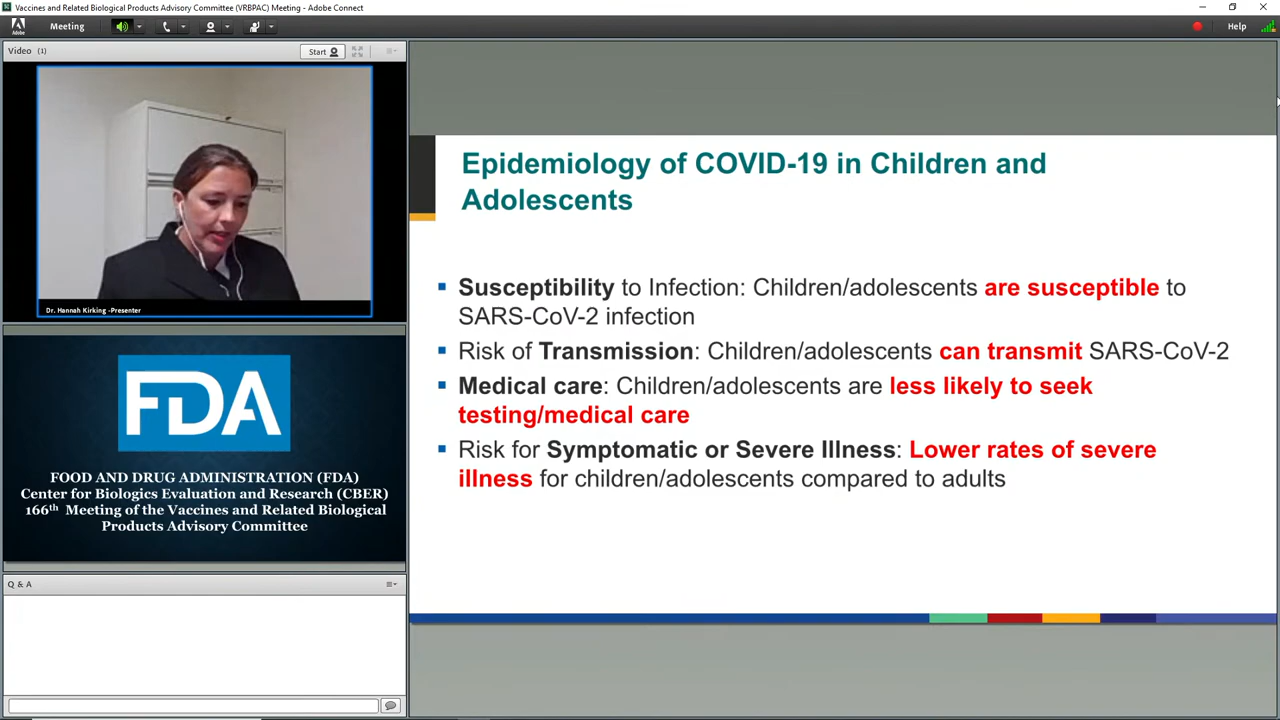 Vaccines and Related Biological Products Advisory Committee (VRBPAC) Meeting - Adobe Connect
Meeting
Help
Video (1)
Start
Dr. Hannah Kirking -Presenter
FDA
FOOD AND DRUG ADMINISTRATION (FDA)
Center for Biologics Evaluation and Research (CBER)
166th Meeting of the Vaccines and Related Biological
Products Advisory Committee
Q & A
Epidemiology of COVID-19 in Children and
Adolescents
▪ Susceptibility to Infection: Children/adolescents are susceptible to
SARS-CoV-2 infection
▪ Risk of Transmission: Children/adolescents can transmit SARS-CoV-2
▪ Medical care: Children/adolescents are less likely to seek
testing/medical care
▪ Risk for Symptomatic or Severe Illness: Lower rates of severe
illness for children/adolescents compared to adults